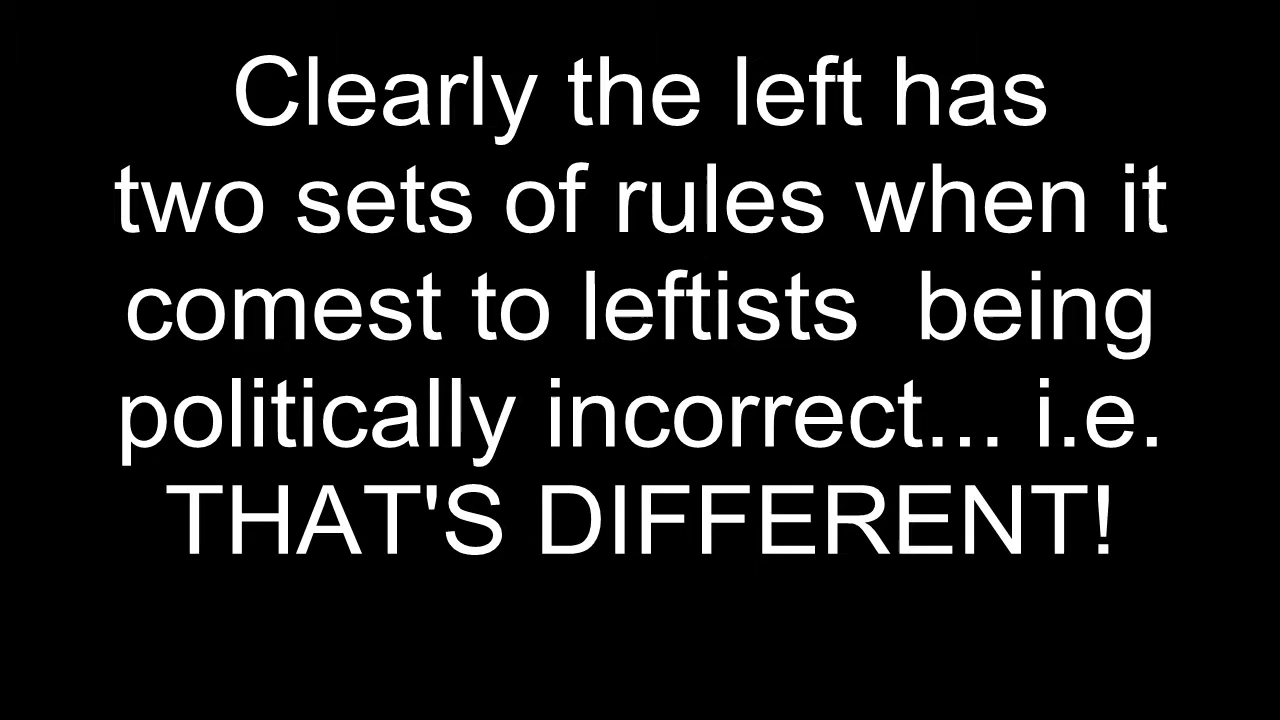 Clearly the left has
two sets of rules when it
comest to leftists  being
politically incorrect... i.e.
THAT'S DIFFERENT!